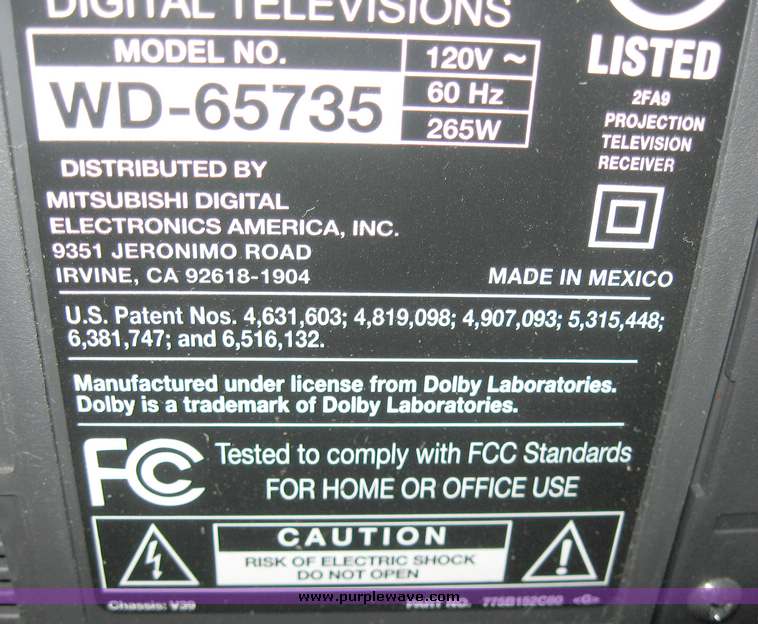 DIGITAL TELEVISIONS
MODEL NO.
WD-65735
120V ~
60 Hz
265W
LISTED
2FA9
PROJECTION
TELEVISION
RECEIVER
DISTRIBUTED BY
MITSUBISHI DIGITAL
ELECTRONICS AMERICA, INC.
9351 JERONIMO ROAD
IRVINE, CA 92618-1904
MADE IN MEXICO
U.S. Patent Nos. 4,631,603; 4,819,098; 4,907,093; 5,315,448;
6,381,747; and 6,516,132.
Manufactured under license from Dolby Laboratories.
Dolby is a trademark of Dolby Laboratories.
FC Tested to comply with FCC Standards
FOR HOME OR OFFICE USE
CAUTION
RISK OF ELECTRIC SHOCK
DO NOT OPEN
Chassis: V39
www.purplewave.com
PART NO. 775B152C80 <G>